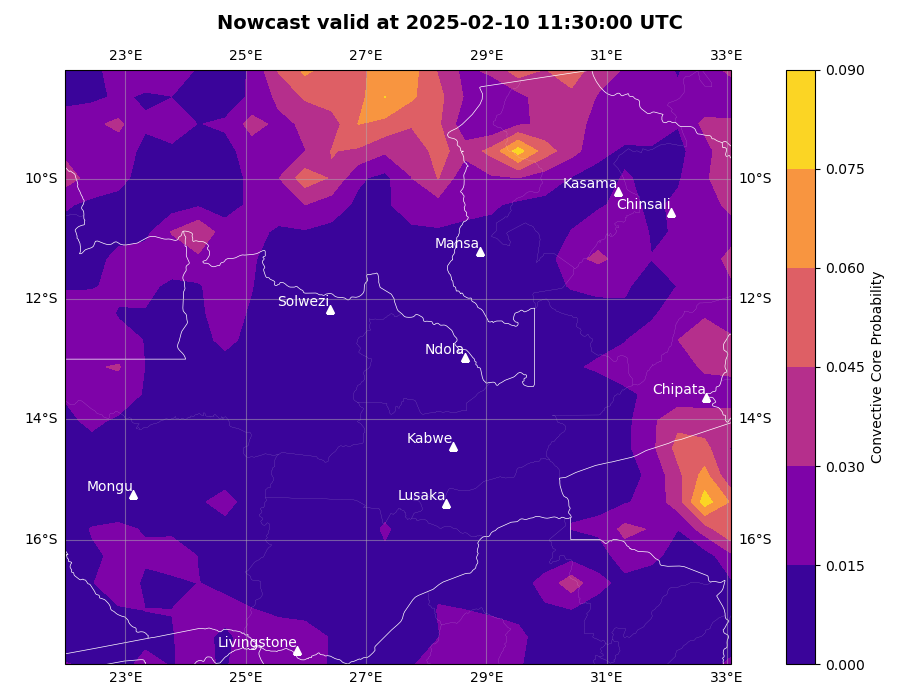 Nowcast valid at 2025-02-10 11:30:00 UTC
23°E 25°E 27°E 29°E 31°E 33°E
0.090
0.075
10°S 10°S
Kasama
Chinsali
Mansa
0.060
12°S 12°S
Solwezi
Ndola
0.045
Convective Core Probability
Chipata
14°S 14°S
Kabwe
0.030
Mongu
Lusaka
16°S 16°S
0.015
Livingstone
0.000
23°E 25°E 27°E 29°E 31°E 33°E